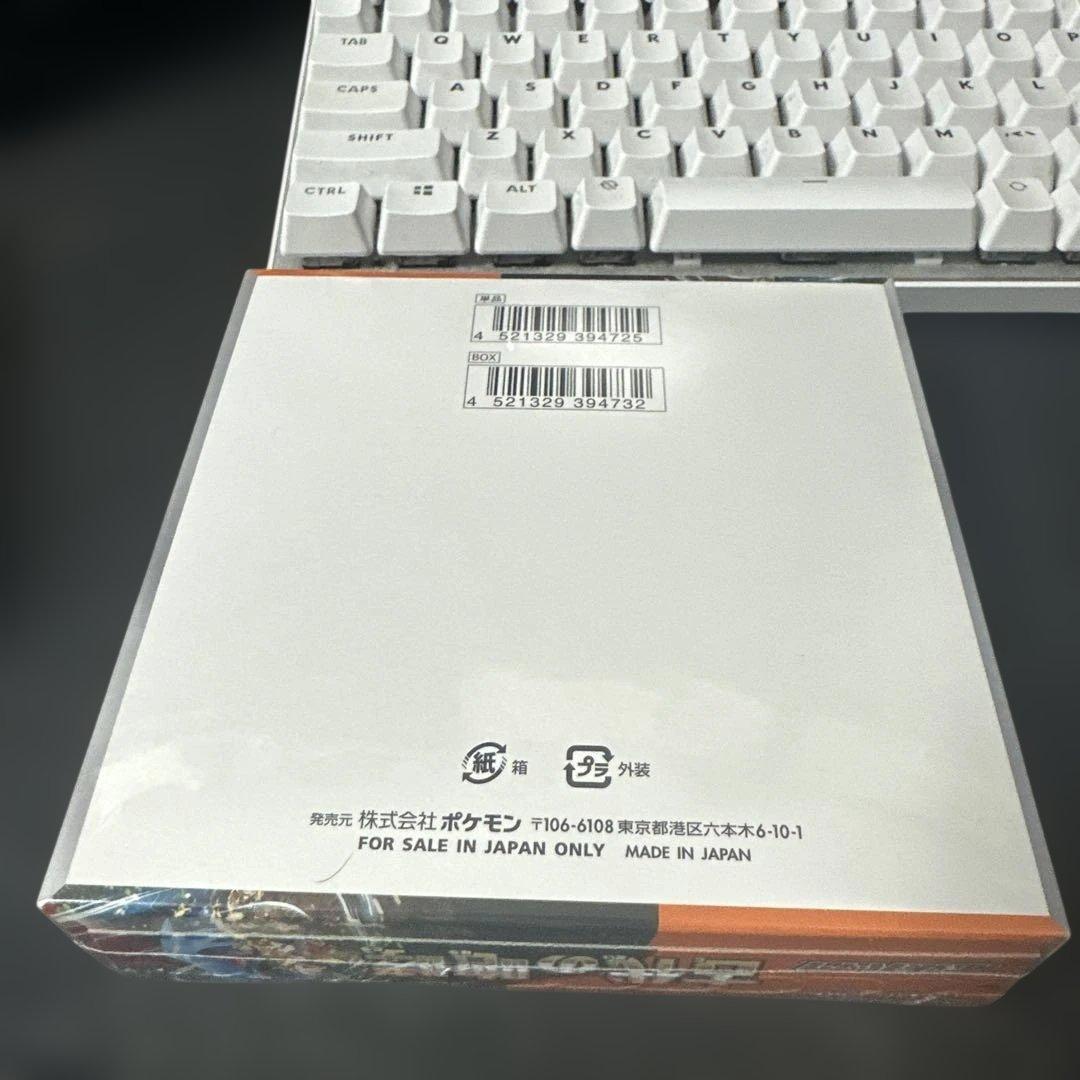 TAB Q W E R T Y U I O P
CAPS A S D F G H J K L
SHIFT Z X C V B N M
CTRL ALT
単品
4 521329 394725
BOX
4 521329 394732
紙 箱 プラ 外装
発売元 株式会社ポケモン 〒106-6108 東京都港区六本木6-10-1
FOR SALE IN JAPAN ONLY MADE IN JAPAN